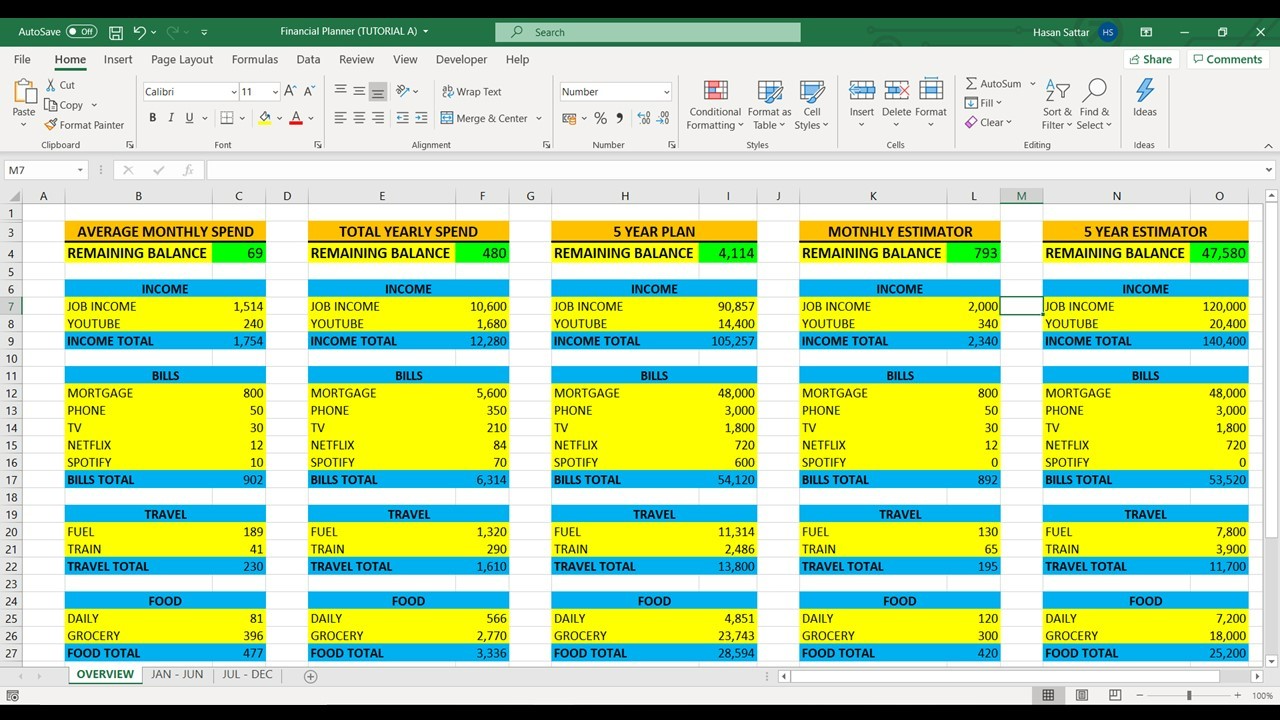 AutoSave Off Financial Planner (TUTORIAL A) Search Hasan Sattar HS
File Home Insert Page Layout Formulas Data Review View Developer Help Share Comments
Paste Cut Copy Format Painter
Calibri 11 A A B I U A
Wrap Text Merge & Center
Number % 9
Conditional Formatting Format as Table Cell Styles
Insert Delete Format
AutoSum Fill Clear Sort & Filter Find & Select Ideas
Clipboard Font Alignment Number Styles Cells Editing Ideas
M7 fx
A B C D E F G H I J K L M N O
1
3 AVERAGE MONTHLY SPEND TOTAL YEARLY SPEND 5 YEAR PLAN MOTNHLY ESTIMATOR 5 YEAR ESTIMATOR
4 REMAINING BALANCE 69 REMAINING BALANCE 480 REMAINING BALANCE 4,114 REMAINING BALANCE 793 REMAINING BALANCE 47,580
5
6 INCOME INCOME INCOME INCOME INCOME
7 JOB INCOME 1,514 JOB INCOME 10,600 JOB INCOME 90,857 JOB INCOME 2,000 JOB INCOME 120,000
8 YOUTUBE 240 YOUTUBE 1,680 YOUTUBE 14,400 YOUTUBE 340 YOUTUBE 20,400
9 INCOME TOTAL 1,754 INCOME TOTAL 12,280 INCOME TOTAL 105,257 INCOME TOTAL 2,340 INCOME TOTAL 140,400
10
11 BILLS BILLS BILLS BILLS BILLS
12 MORTGAGE 800 MORTGAGE 5,600 MORTGAGE 48,000 MORTGAGE 800 MORTGAGE 48,000
13 PHONE 50 PHONE 350 PHONE 3,000 PHONE 50 PHONE 3,000
14 TV 30 TV 210 TV 1,800 TV 30 TV 1,800
15 NETFLIX 12 NETFLIX 84 NETFLIX 720 NETFLIX 12 NETFLIX 720
16 SPOTIFY 10 SPOTIFY 70 SPOTIFY 600 SPOTIFY 0 SPOTIFY 0
17 BILLS TOTAL 902 BILLS TOTAL 6,314 BILLS TOTAL 54,120 BILLS TOTAL 892 BILLS TOTAL 53,520
18
19 TRAVEL TRAVEL TRAVEL TRAVEL TRAVEL
20 FUEL 189 FUEL 1,320 FUEL 11,314 FUEL 130 FUEL 7,800
21 TRAIN 41 TRAIN 290 TRAIN 2,486 TRAIN 65 TRAIN 3,900
22 TRAVEL TOTAL 230 TRAVEL TOTAL 1,610 TRAVEL TOTAL 13,800 TRAVEL TOTAL 195 TRAVEL TOTAL 11,700
23
24 FOOD FOOD FOOD FOOD FOOD
25 DAILY 81 DAILY 566 DAILY 4,851 DAILY 120 DAILY 7,200
26 GROCERY 396 GROCERY 2,770 GROCERY 23,743 GROCERY 300 GROCERY 18,000
27 FOOD TOTAL 477 FOOD TOTAL 3,336 FOOD TOTAL 28,594 FOOD TOTAL 420 FOOD TOTAL 25,200
OVERVIEW JAN - JUN JUL - DEC
100%